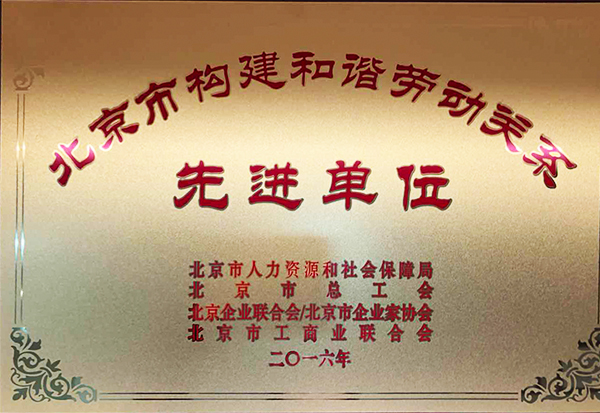 北京市构建和谐劳动关系
先进单位
北京市人力资源和社会保障局
北京市总工会
北京企业联合会/北京市企业家协会
北京市工商业联合会
二〇一六年